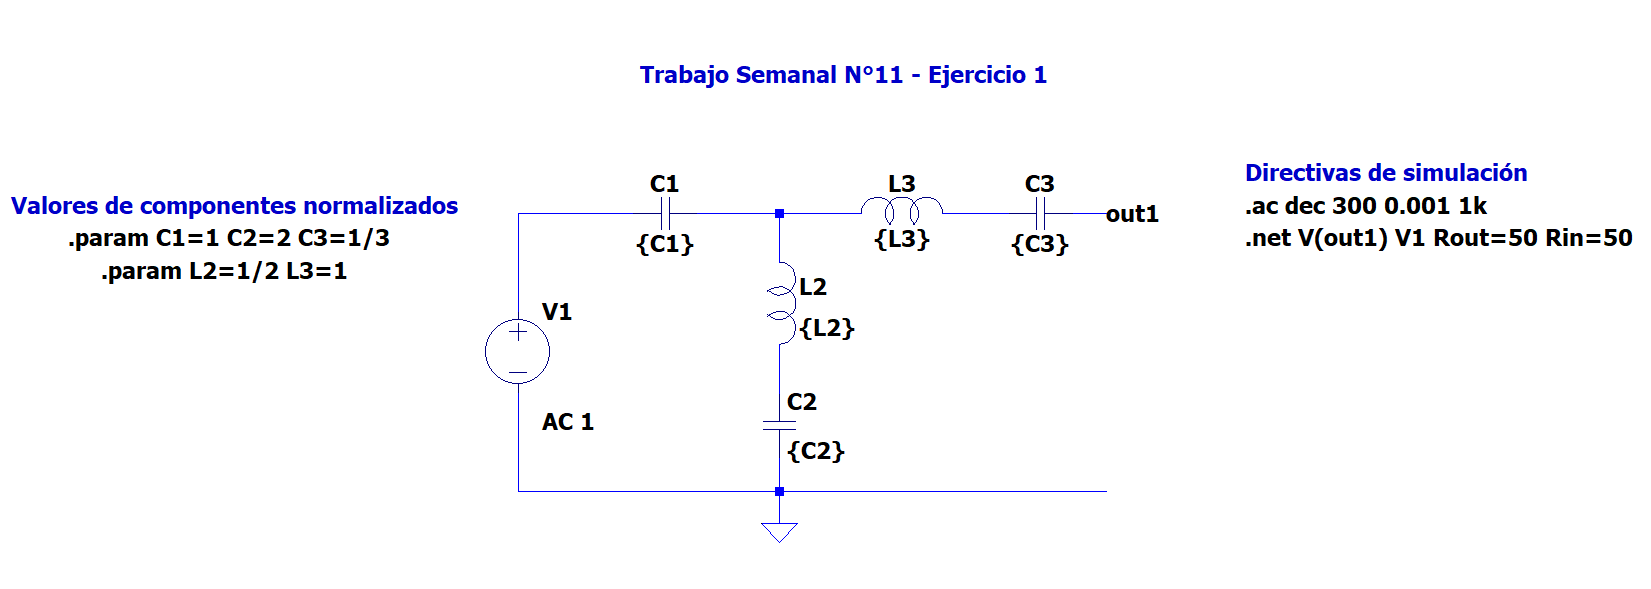 Trabajo Semanal N°11 - Ejercicio 1
Valores de componentes normalizados
.param C1=1 C2=2 C3=1/3
.param L2=1/2 L3=1
C1
{C1}
L3
{L3}
C3
{C3}
out1
Directivas de simulación
.ac dec 300 0.001 1k
.net V(out1) V1 Rout=50 Rin=50
V1
AC 1
L2
{L2}
C2
{C2}